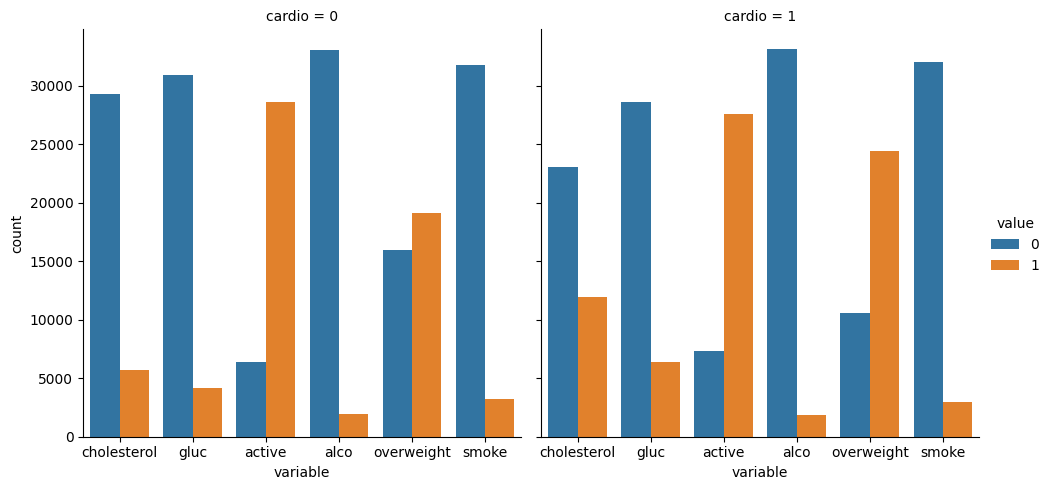 cardio = 0
cardio = 1
count
30000
25000
20000
15000
10000
5000
0
cholesterol gluc active alco overweight smoke
variable
cholesterol gluc active alco overweight smoke
variable
value
0
1